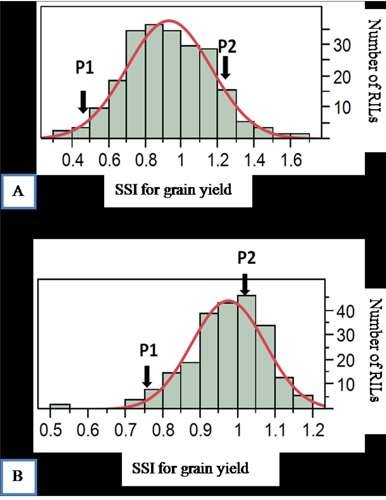 P1
P2
30
20
10
Number of RILs
0.4 0.6 0.8 1 1.2 1.4 1.6
SSI for grain yield
A
P2
P1
40
30
20
10
Number of RILs
0.5 0.6 0.7 0.8 0.9 1 1.1 1.2
SSI for grain yield
B